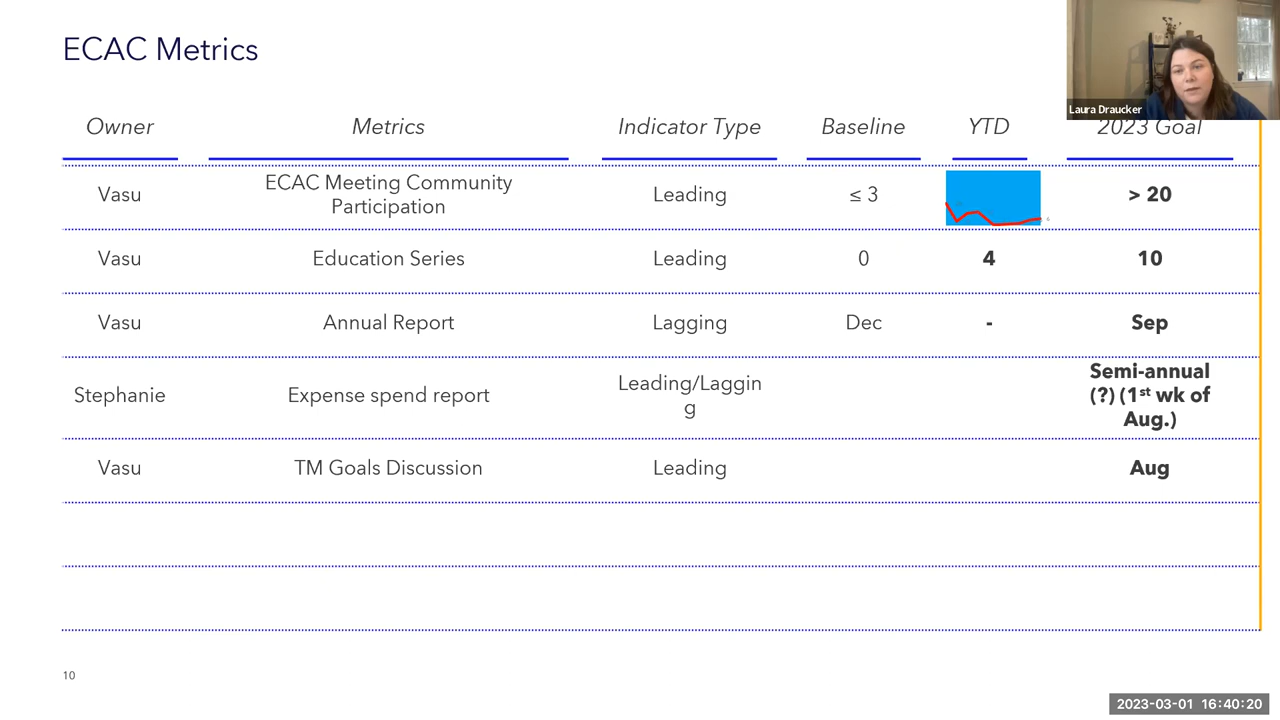 ECAC Metrics
Laura Draucker
Owner Metrics Indicator Type Baseline YTD 2023 Goal
Vasu ECAC Meeting Community Participation Leading ≤ 3 > 20
Vasu Education Series Leading 0 4 10
Vasu Annual Report Lagging Dec - Sep
Stephanie Expense spend report Leading/Laggin
g Semi-annual
(?) (1st wk of
Aug.)
Vasu TM Goals Discussion Leading Aug
10
2023-03-01 16:40:20